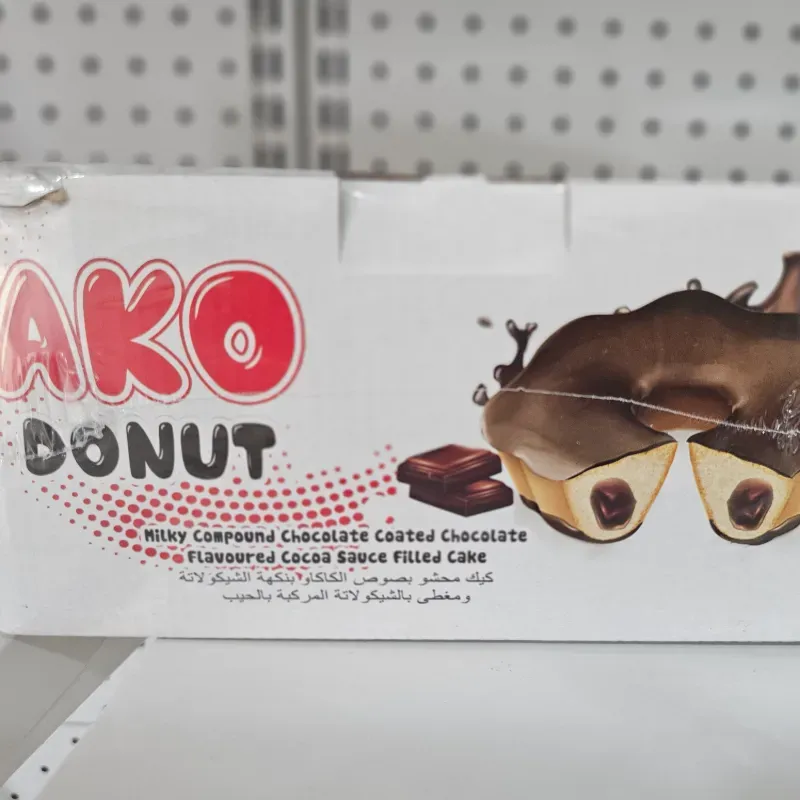 AKO
DONUT
Milky Compound Chocolate Coated Chocolate
Flavoured Cocoa Sauce Filled Cake
كيك محشو بصوص الكاكاو بنكهة الشيكولاتة
ومغطى بالشيكولاتة المركبة بالحيب